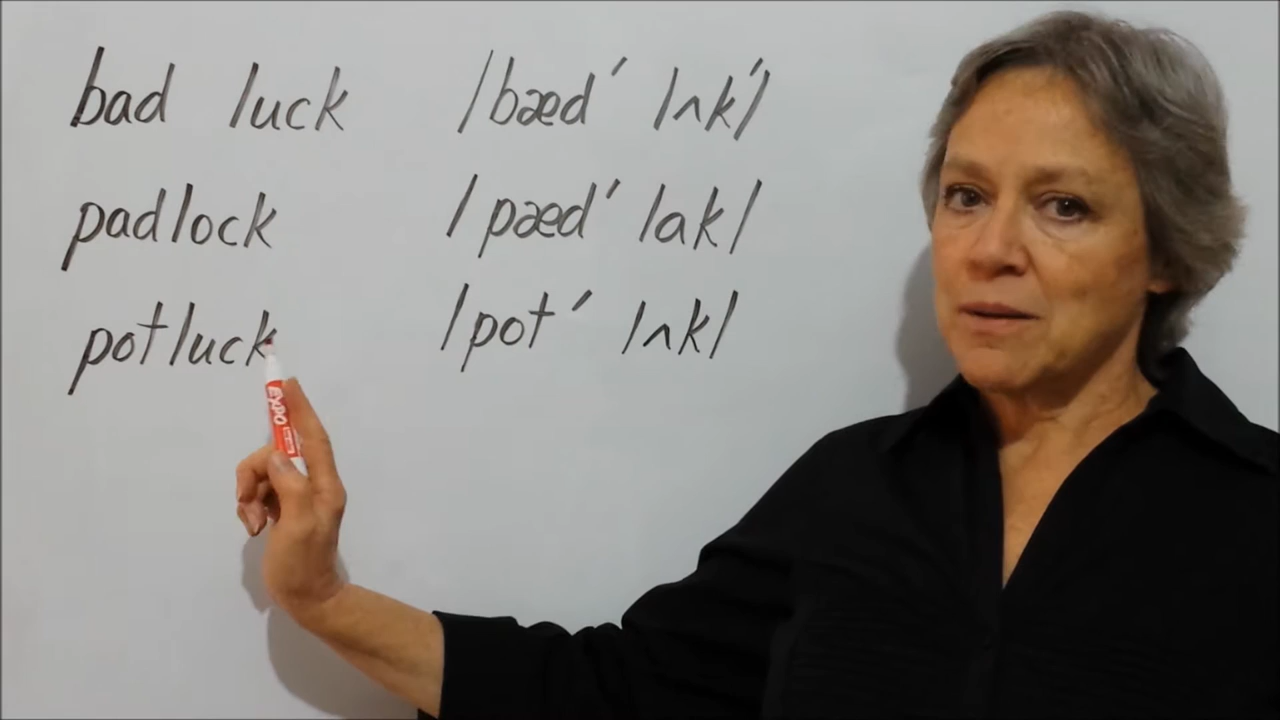 bad luck /bæd′ lʌk′/
padlock /pæd′ lak/
potluck /pot′ lʌk/
EXPO